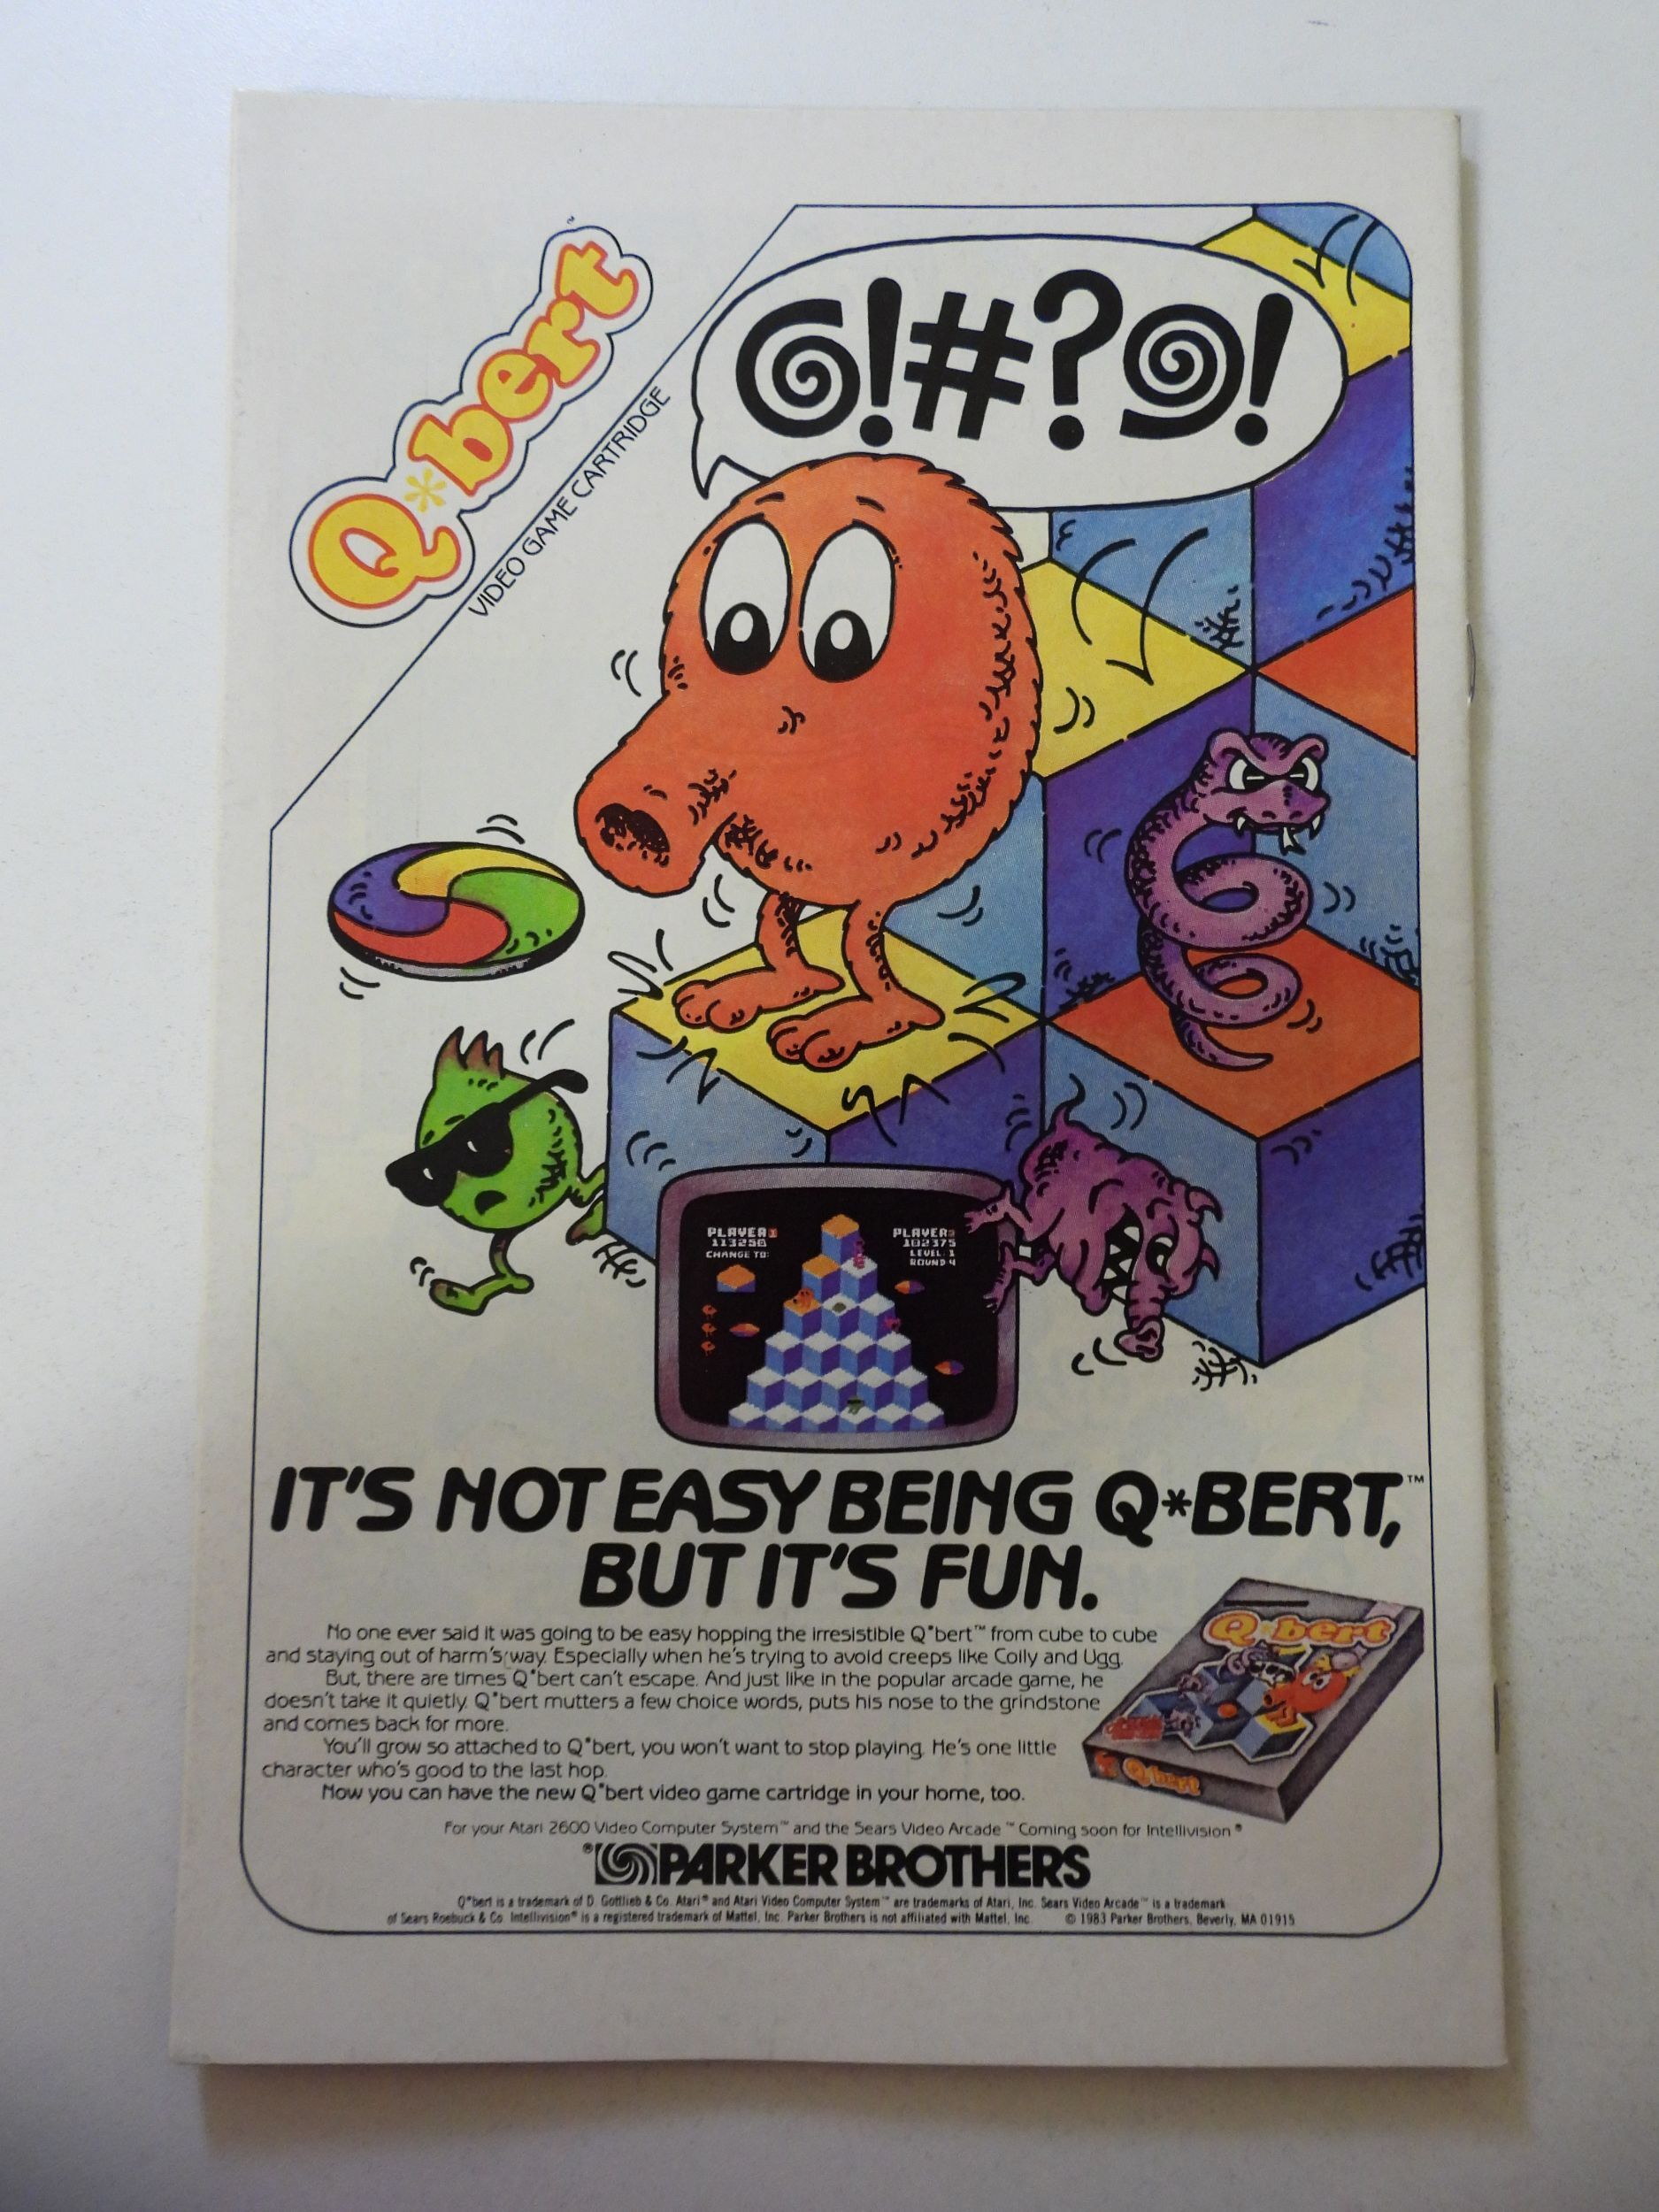 Q*bert™
VIDEO GAME CARTRIDGE
@!#?@!
PLAYER 1
PLAYER 2
113256
102375
CHANGE TO:
LEVEL: 1
ROUND: 4
IT'S NOT EASY BEING Q*BERT,™
BUT IT'S FUN.
No one ever said it was going to be easy hopping the irresistible Q*bert™ from cube to cube
and staying out of harm's way. Especially when he's trying to avoid creeps like Coily and Ugg.
But, there are times Q*bert can't escape. And just like in the popular arcade game, he
doesn't take it quietly. Q*bert mutters a few choice words, puts his nose to the grindstone
and comes back for more.
You'll grow so attached to Q*bert, you won't want to stop playing. He's one little
character who's good to the last hop.
Now you can have the new Q*bert video game cartridge in your home, too.
Q*bert
Q*bert
For your Atari 2600 Video Computer System™ and the Sears Video Arcade™ Coming soon for Intellivision®
PARKER BROTHERS
Q*bert is a trademark of D. Gottlieb & Co. Atari® and Atari Video Computer System™ are trademarks of Atari, Inc. Sears Video Arcade™ is a trademark
of Sears Roebuck & Co. Intellivision® is a registered trademark of Mattel, Inc. Parker Brothers is not affiliated with Mattel, Inc. © 1983 Parker Brothers, Beverly, MA 01915